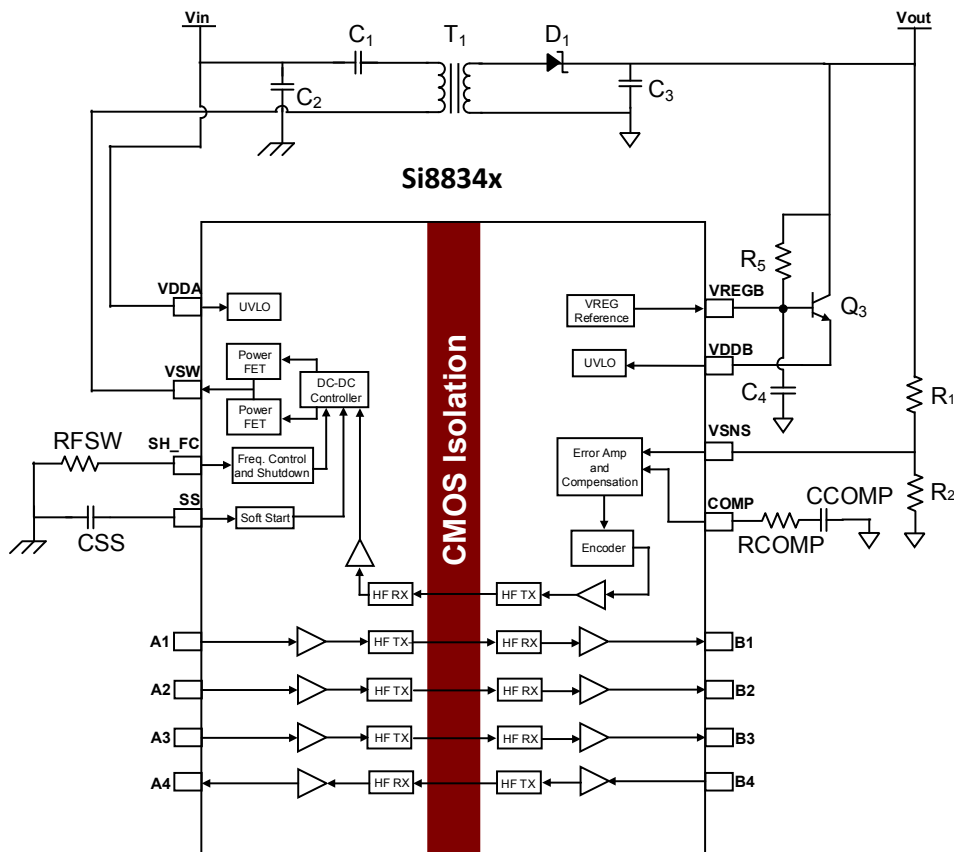 Vin
Vout
C1
T1
D1
C2
C3
Si8834x
R5
VDDA
UVLO
VREG
Reference
VREGB
Q3
Power
FET
UVLO
VDDB
VSW
DC-DC
Controller
C4
R1
Power
FET
RFSW
SH_FC
Freq. Control
and Shutdown
CMOS Isolation
Error Amp
and
Compensation
VSNS
SS
Soft Start
COMP
CCOMP
R2
CSS
Encoder
RCOMP
HF RX
HF TX
A1
HF TX
HF RX
B1
A2
HF TX
HF RX
B2
A3
HF TX
HF RX
B3
A4
HF RX
HF TX
B4